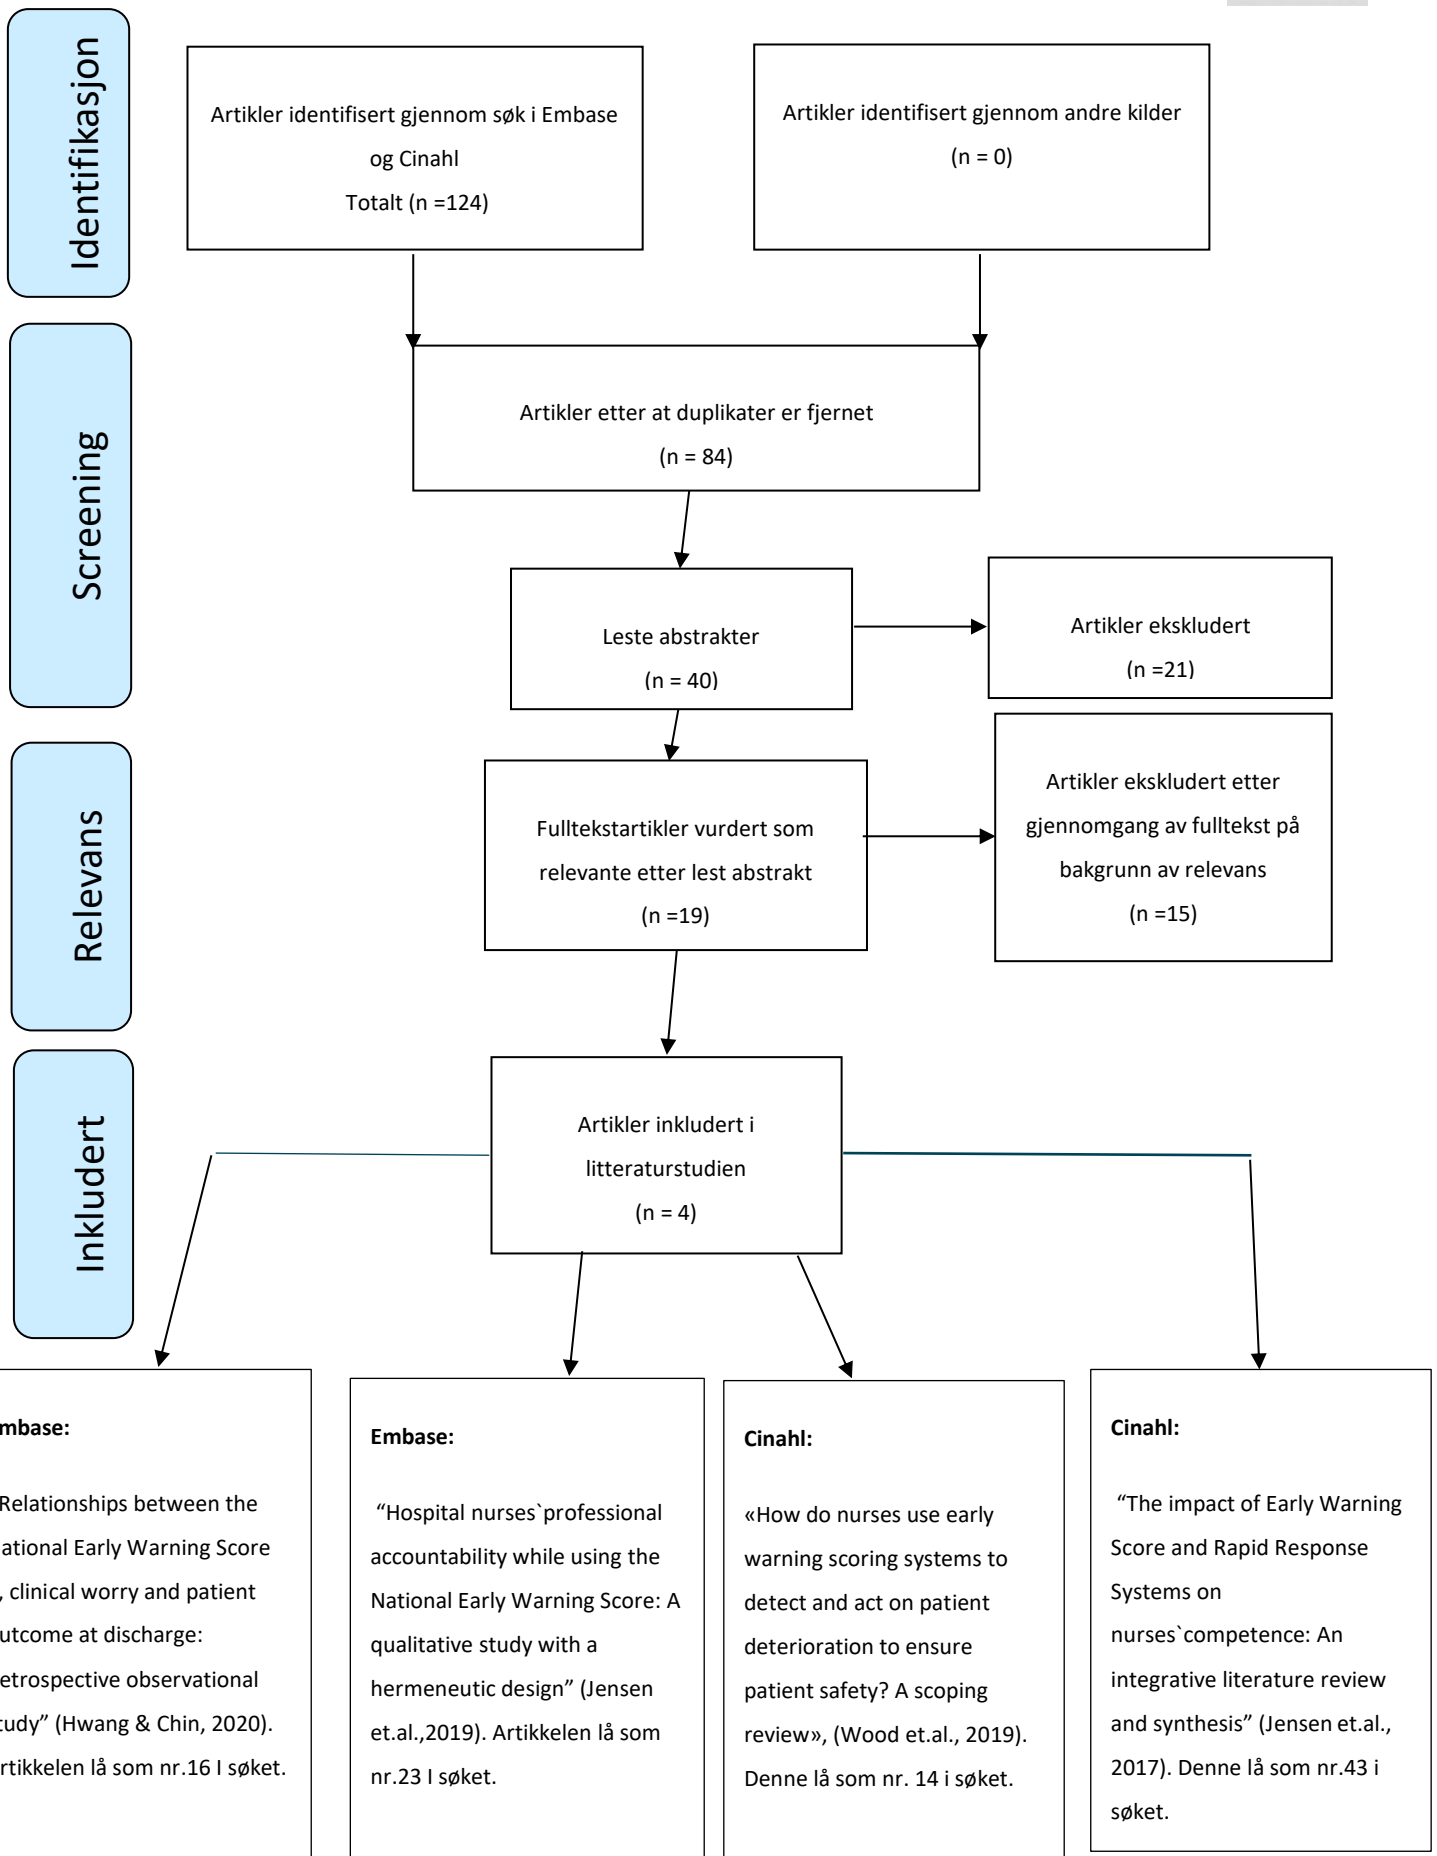 Identifikasjon
Artikler identifisert gjennom søk i Embase
og Cinahl
Totalt (n =124)
Artikler identifisert gjennom andre kilder
(n = 0)
Screening
Artikler etter at duplikater er fjernet
(n = 84)
Leste abstrakter
(n = 40)
Artikler ekskludert
(n =21)
Relevans
Fulltekstartikler vurdert som
relevante etter lest abstrakt
(n =19)
Artikler ekskludert etter
gjennomgang av fulltekst på
bakgrunn av relevans
(n =15)
Inkludert
Artikler inkludert i
litteraturstudien
(n = 4)
mbase:
Relationships between the
ational Early Warning Score
, clinical worry and patient
utcome at discharge:
etrospective observational
tudy” (Hwang & Chin, 2020).
rtikkelen lå som nr.16 I søket.
Embase:
“Hospital nurses`professional
accountability while using the
National Early Warning Score: A
qualitative study with a
hermeneutic design” (Jensen
et.al.,2019). Artikkelen lå som
nr.23 I søket.
Cinahl:
«How do nurses use early
warning scoring systems to
detect and act on patient
deterioration to ensure
patient safety? A scoping
review», (Wood et.al., 2019).
Denne lå som nr. 14 i søket.
Cinahl:
“The impact of Early Warning
Score and Rapid Response
Systems on
nurses`competence: An
integrative literature review
and synthesis” (Jensen et.al.,
2017). Denne lå som nr.43 i
søket.